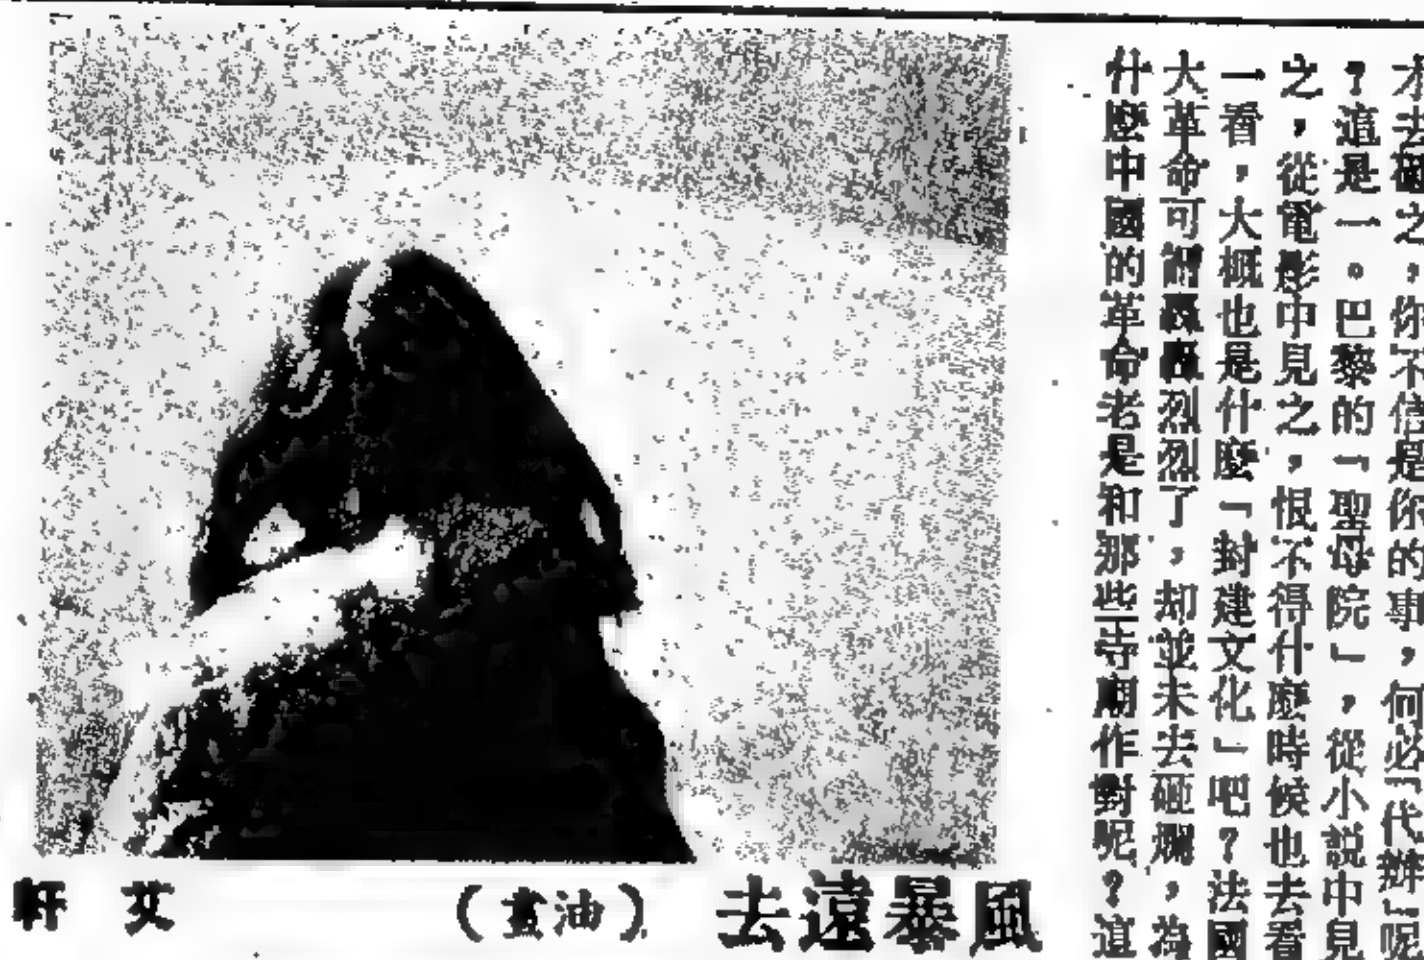 才去砸之，你不信是你的事，何必「代辦」呢
？這是一。巴黎的「聖母院」，從小説中見
之，從電影中見之，恨不得什麼時候也去看
一看，大概也是什麼「封建文化」吧？法國
大革命可謂轟轟烈烈了，却並未去砸爛，為
什麼中國的革命老是和那些寺廟作對呢？這
風暴遠去
（油畫）
艾軒